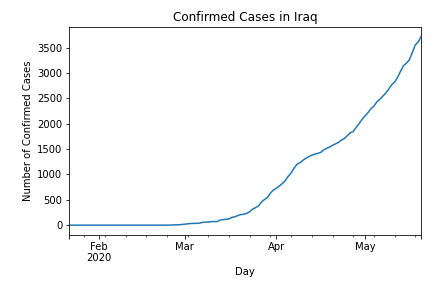 Confirmed Cases in Iraq
Number of Confirmed Cases
3500
3000
2500
2000
1500
1000
500
0
Feb Mar Apr May
2020
Day